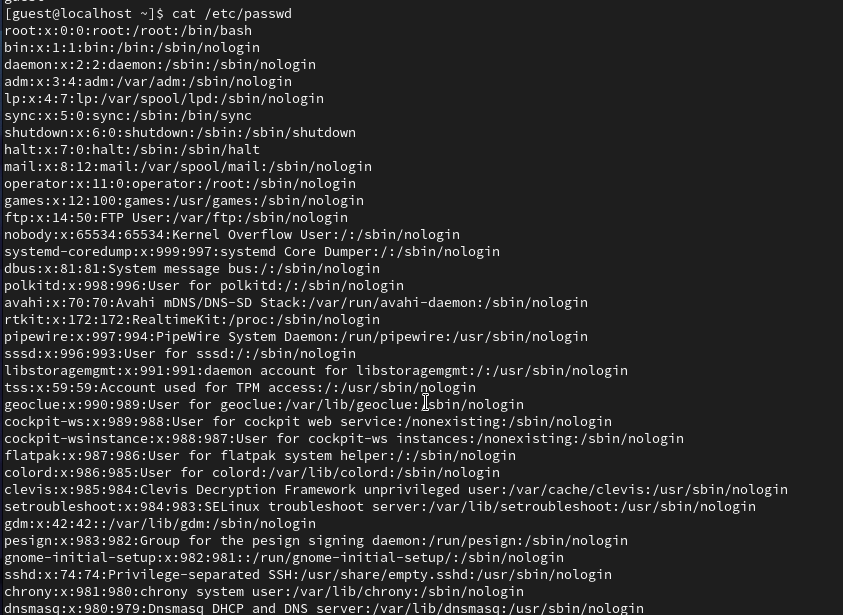 [guest@localhost ~]$ cat /etc/passwd
root:x:0:0:root:/root:/bin/bash
bin:x:1:1:bin:/bin:/sbin/nologin
daemon:x:2:2:daemon:/sbin:/sbin/nologin
adm:x:3:4:adm:/var/adm:/sbin/nologin
lp:x:4:7:lp:/var/spool/lpd:/sbin/nologin
sync:x:5:0:sync:/sbin:/bin/sync
shutdown:x:6:0:shutdown:/sbin:/sbin/shutdown
halt:x:7:0:halt:/sbin:/sbin/halt
mail:x:8:12:mail:/var/spool/mail:/sbin/nologin
operator:x:11:0:operator:/root:/sbin/nologin
games:x:12:100:games:/usr/games:/sbin/nologin
ftp:x:14:50:FTP User:/var/ftp:/sbin/nologin
nobody:x:65534:65534:Kernel Overflow User:/:/sbin/nologin
systemd-coredump:x:999:997:systemd Core Dumper:/:/sbin/nologin
dbus:x:81:81:System message bus:/:/sbin/nologin
polkitd:x:998:996:User for polkitd:/:/sbin/nologin
avahi:x:70:70:Avahi mDNS/DNS-SD Stack:/var/run/avahi-daemon:/sbin/nologin
rtkit:x:172:172:RealtimeKit:/proc:/sbin/nologin
pipewire:x:997:994:PipeWire System Daemon:/run/pipewire:/usr/sbin/nologin
sssd:x:996:993:User for sssd:/:/sbin/nologin
libstoragemgmt:x:991:991:daemon account for libstoragemgmt:/:/usr/sbin/nologin
tss:x:59:59:Account used for TPM access:/:/usr/sbin/nologin
geoclue:x:990:989:User for geoclue:/var/lib/geoclue:/sbin/nologin
cockpit-ws:x:989:988:User for cockpit web service:/nonexisting:/sbin/nologin
cockpit-wsinstance:x:988:987:User for cockpit-ws instances:/nonexisting:/sbin/nologin
flatpak:x:987:986:User for flatpak system helper:/:/sbin/nologin
colord:x:986:985:User for colord:/var/lib/colord:/sbin/nologin
clevis:x:985:984:Clevis Decryption Framework unprivileged user:/var/cache/clevis:/usr/sbin/nologin
setroubleshoot:x:984:983:SELinux troubleshoot server:/var/lib/setroubleshoot:/usr/sbin/nologin
gdm:x:42:42::/var/lib/gdm:/sbin/nologin
pesign:x:983:982:Group for the pesign signing daemon:/run/pesign:/sbin/nologin
gnome-initial-setup:x:982:981::/run/gnome-initial-setup/:/sbin/nologin
sshd:x:74:74:Privilege-separated SSH:/usr/share/empty.sshd:/usr/sbin/nologin
chrony:x:981:980:chrony system user:/var/lib/chrony:/sbin/nologin
dnsmasq:x:980:979:Dnsmasq DHCP and DNS server:/var/lib/dnsmasq:/usr/sbin/nologin